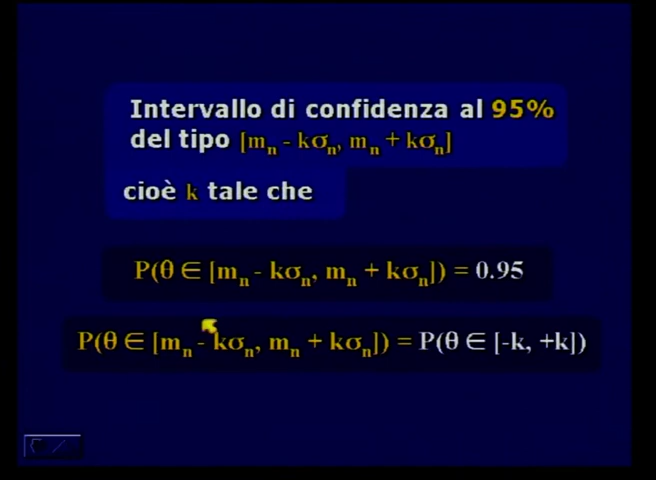 Intervallo di confidenza al 95%
del tipo [mₙ - kσₙ, mₙ + kσₙ]
cioè k tale che
P(θ ∈ [mₙ - kσₙ, mₙ + kσₙ]) = 0.95
P(θ ∈ [mₙ - kσₙ, mₙ + kσₙ]) = P(θ ∈ [-k, +k])